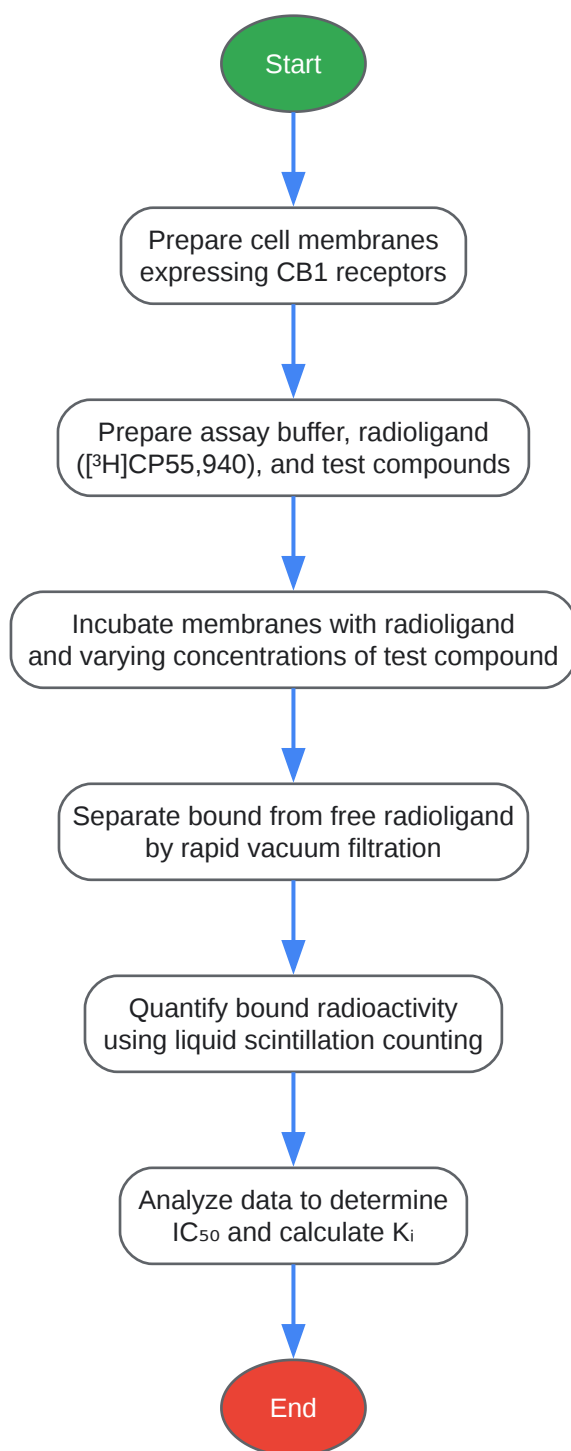 Start
Prepare cell membranes
expressing CB1 receptors
Prepare assay buffer, radioligand
([³H]CP55,940), and test compounds
Incubate membranes with radioligand
and varying concentrations of test compound
Separate bound from free radioligand
by rapid vacuum filtration
Quantify bound radioactivity
using liquid scintillation counting
Analyze data to determine
IC₅₀ and calculate Kᵢ
End